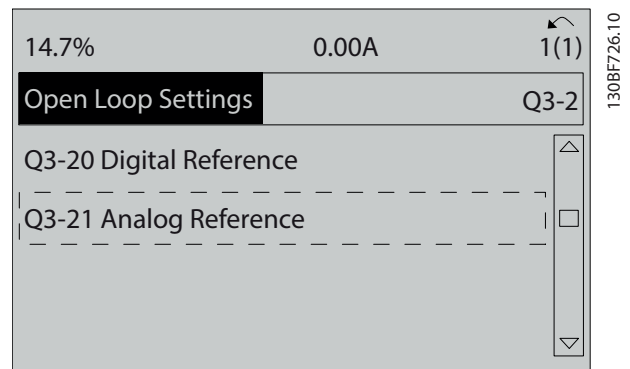 14.7% 0.00A 1(1)
Open Loop Settings Q3-2
Q3-20 Digital Reference
Q3-21 Analog Reference
130BF726.10